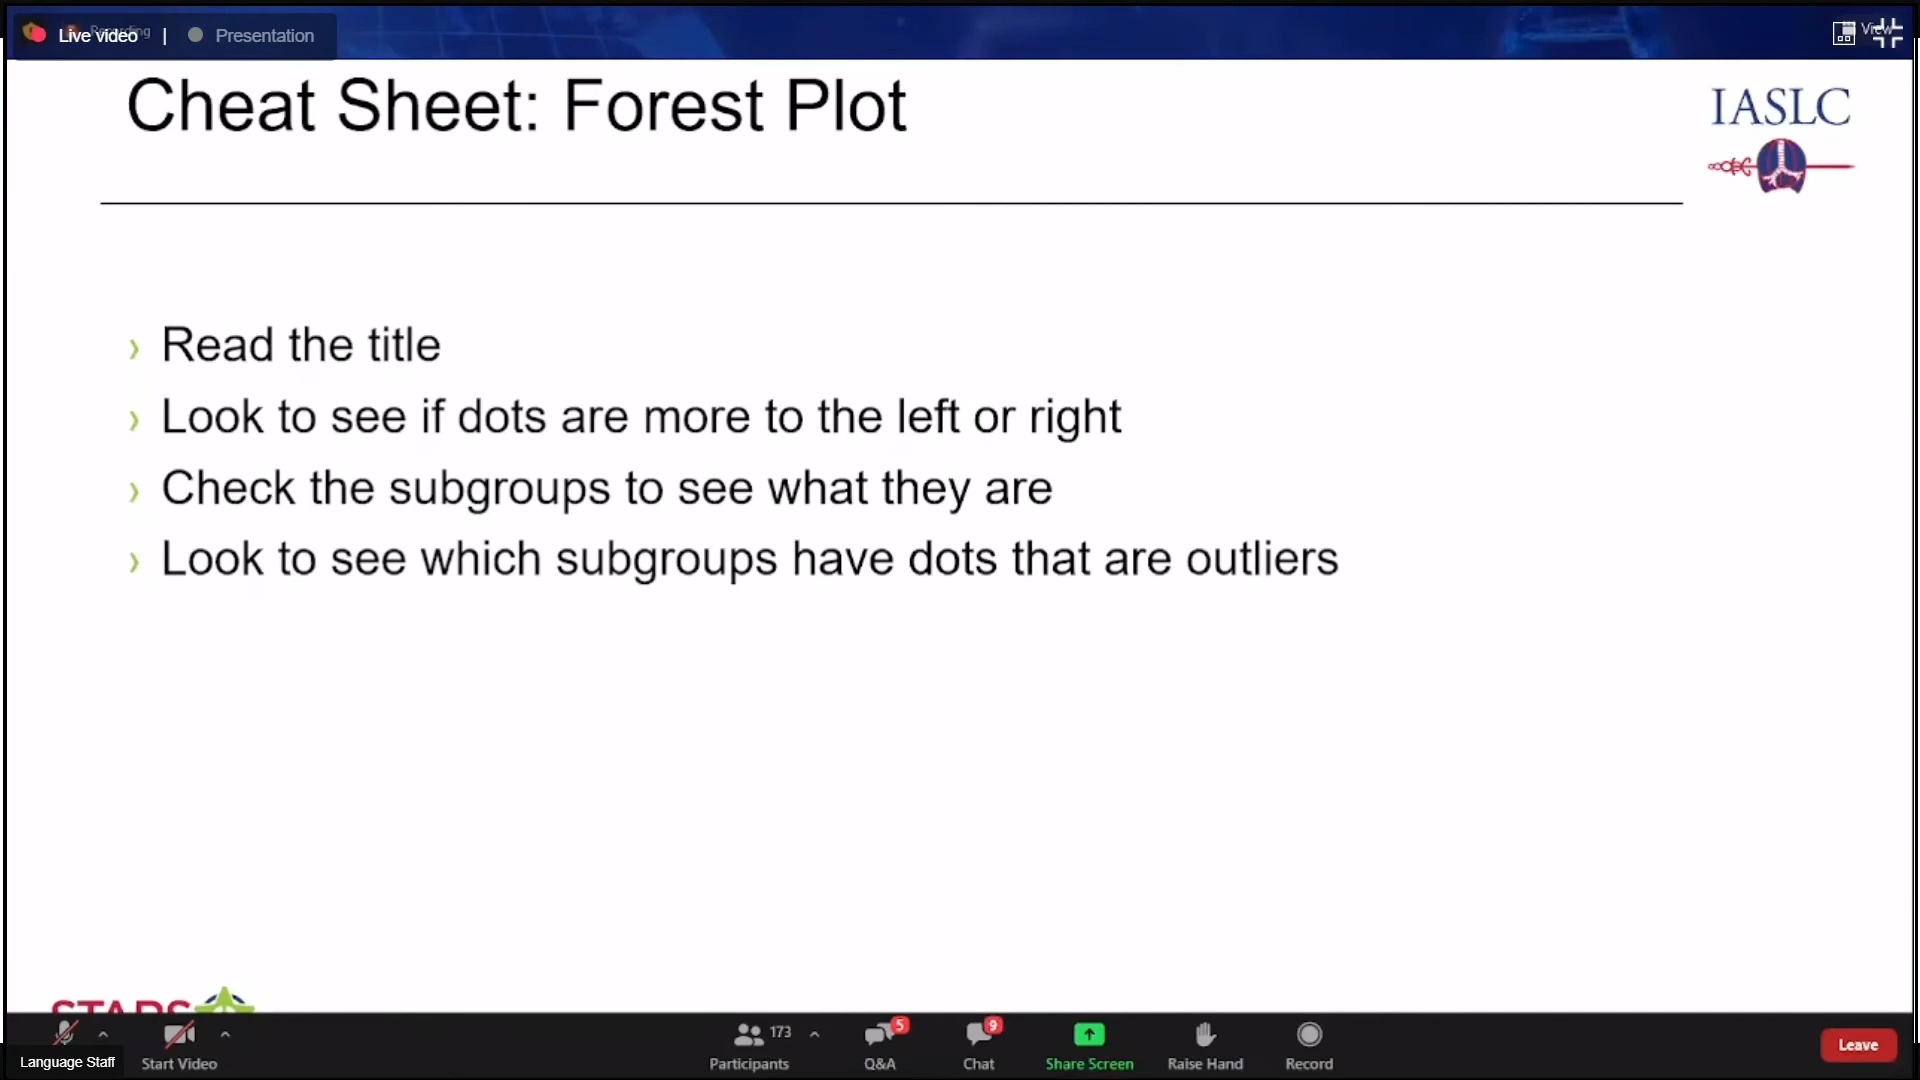 Live video | Presentation
View
Cheat Sheet: Forest Plot
IASLC
› Read the title
› Look to see if dots are more to the left or right
› Check the subgroups to see what they are
› Look to see which subgroups have dots that are outliers
STARS
173 5 9
Language Staff Start Video Participants Q&A Chat Share Screen Raise Hand Record Leave